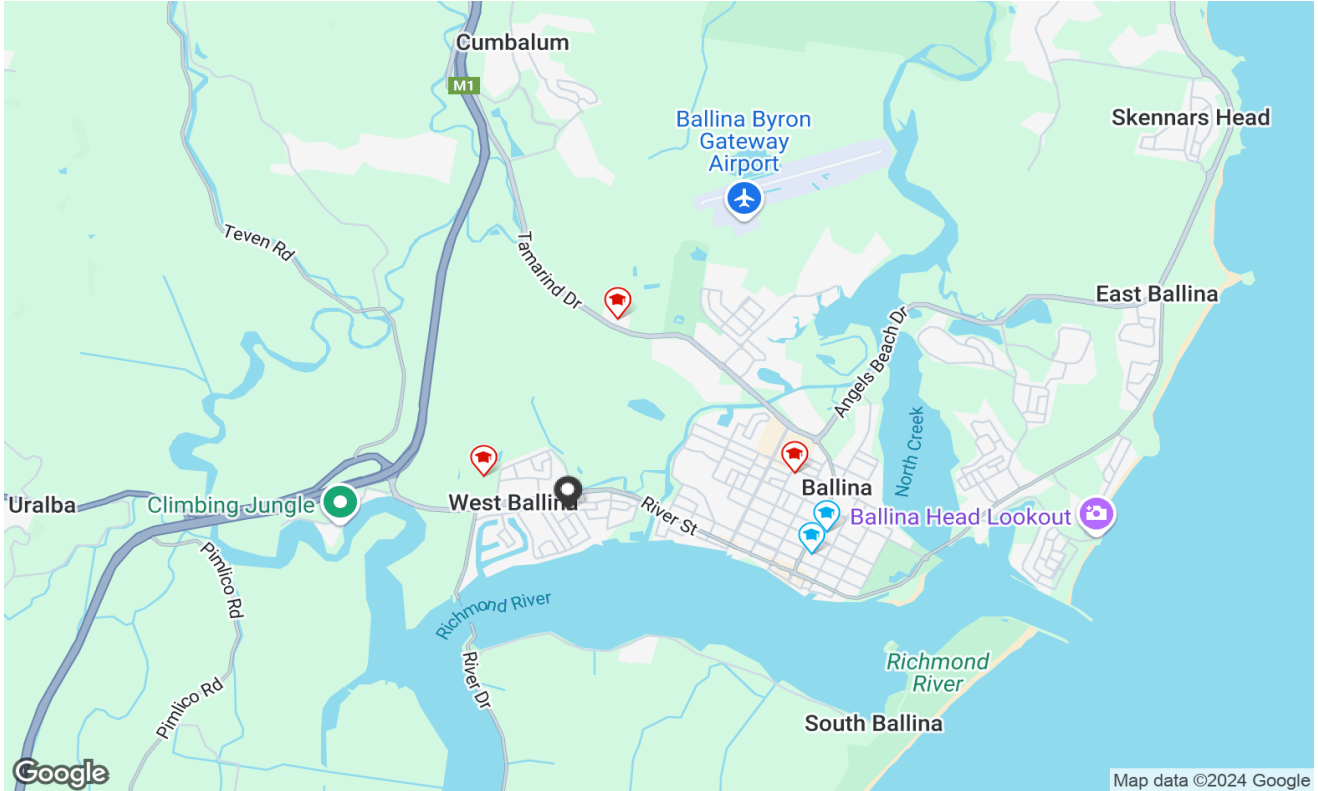 Cumbalum
M1
Ballina Byron
Gateway
Airport
Skennars Head
Teven Rd
Tamarind Dr
East Ballina
Angels Beach Dr
North Creek
Uralba
Climbing Jungle
West Ballina
River St
Ballina
Ballina Head Lookout
Pimlico Rd
Richmond River
River Dr
Richmond
River
Pimlico Rd
South Ballina
Google
Map data ©2024 Google